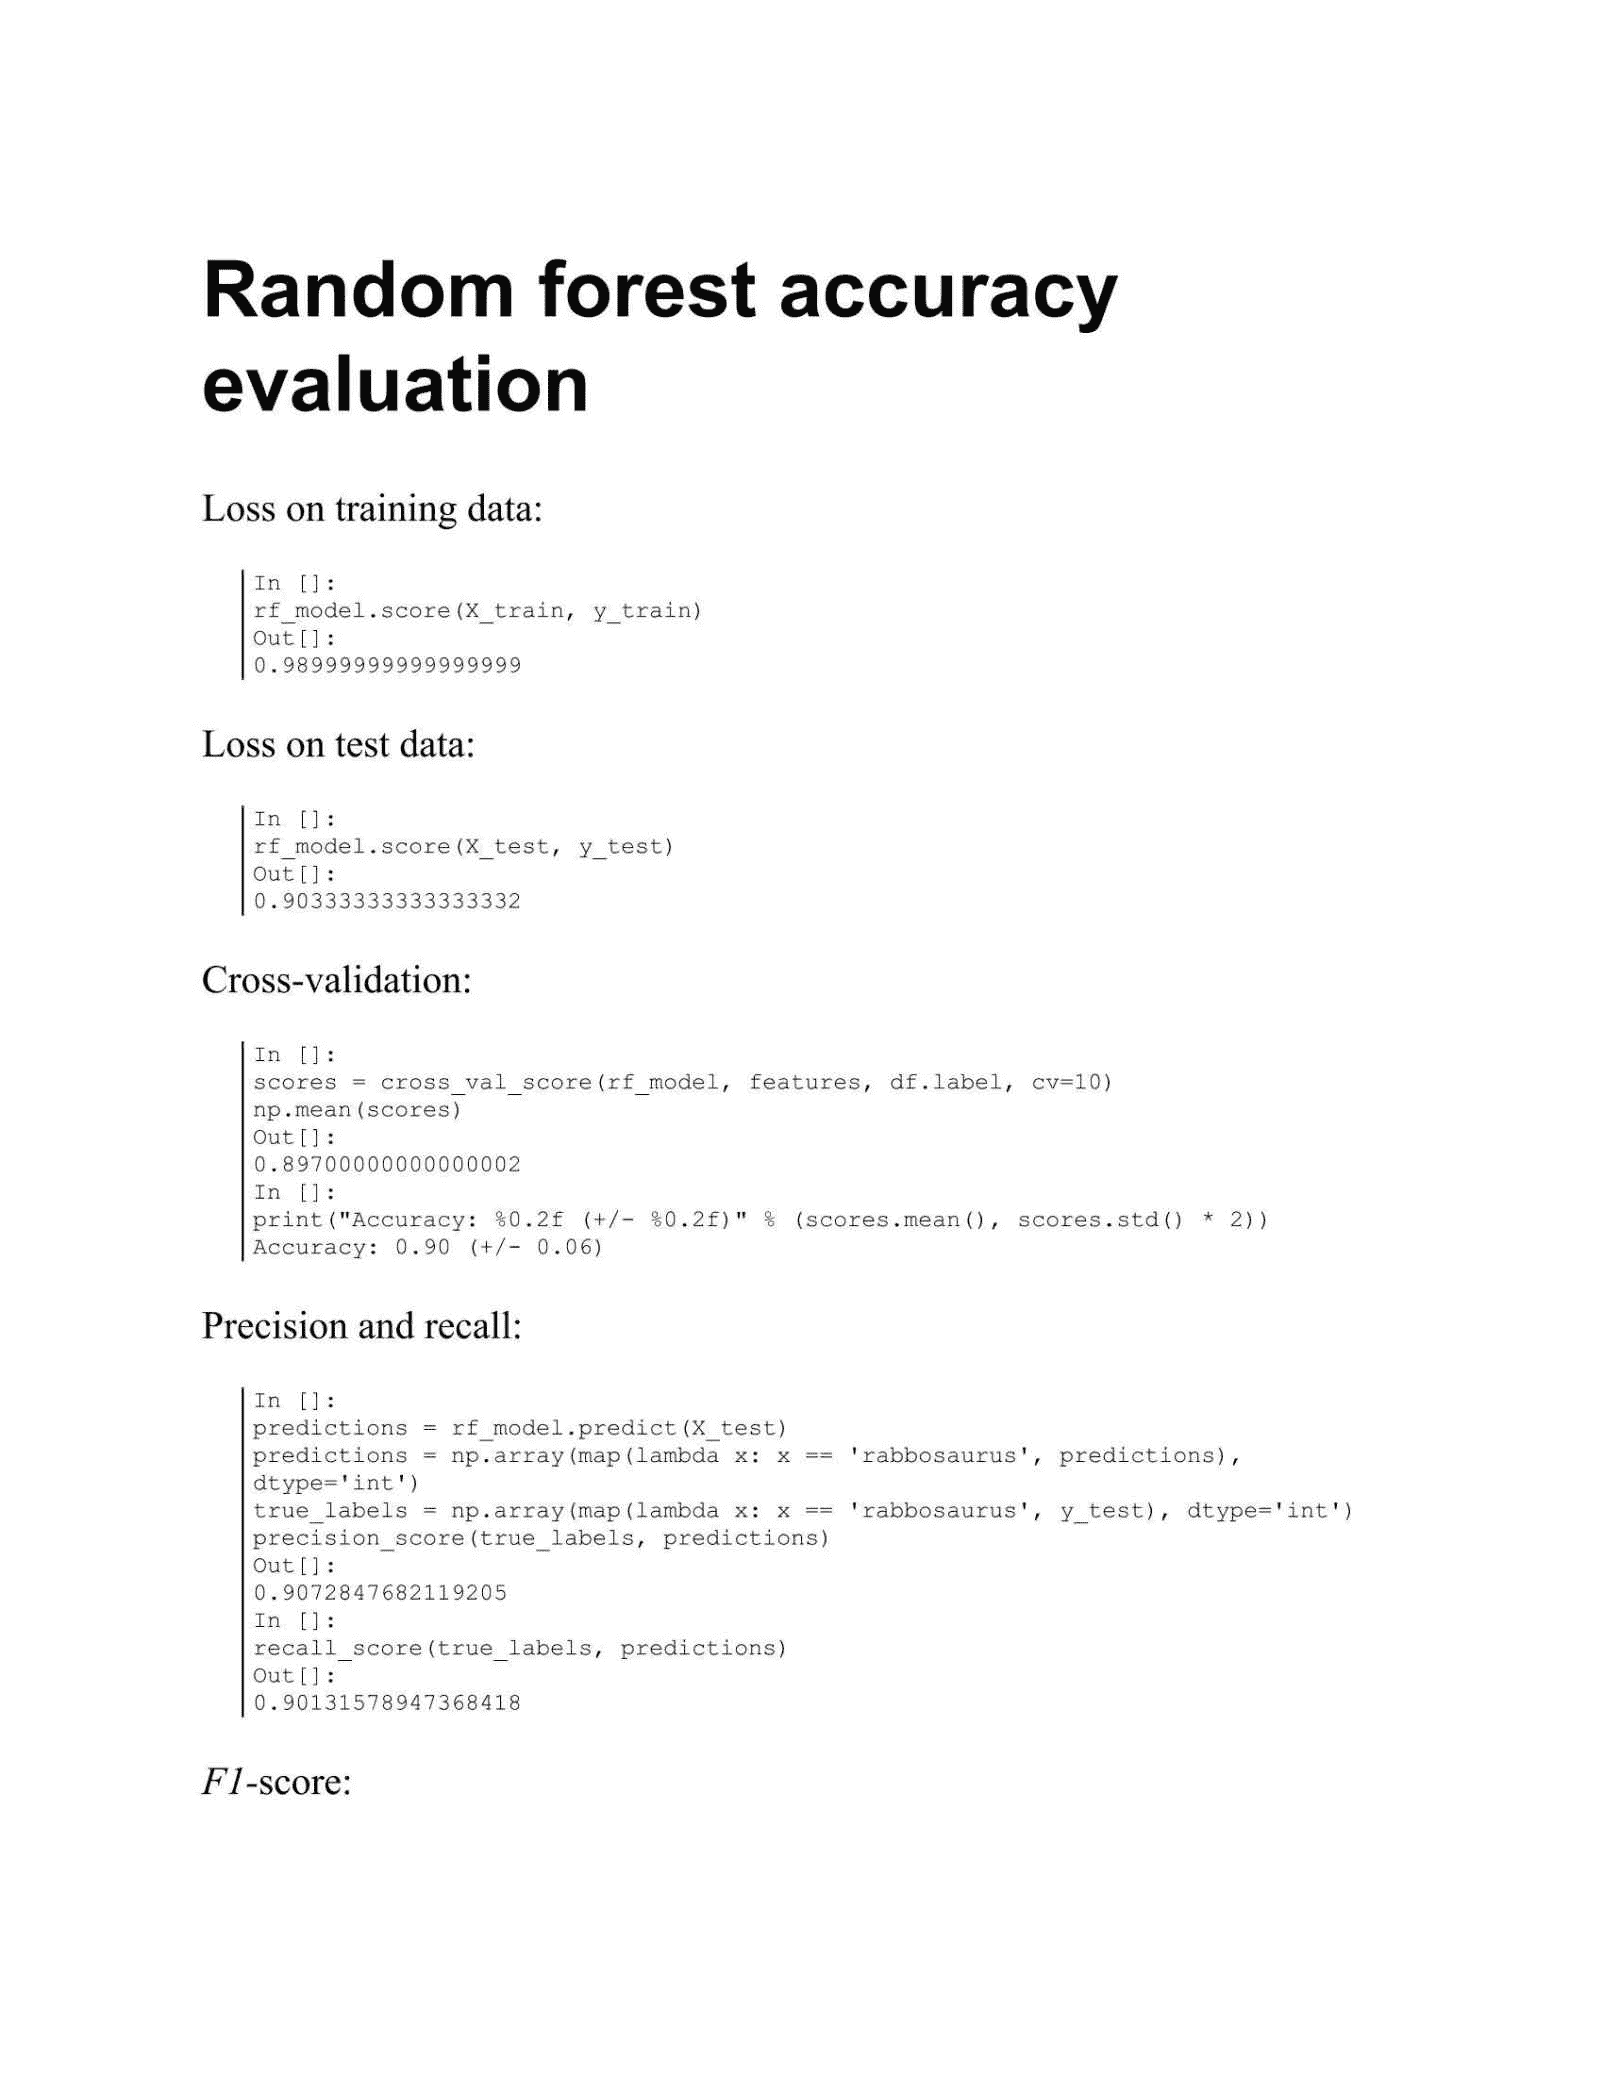 Random forest accuracy
evaluation
Loss on training data:
In []:
rf_model.score(X_train, y_train)
Out[]:
0.98999999999999999
Loss on test data:
In []:
rf_model.score(X_test, y_test)
Out[]:
0.90333333333333332
Cross-validation:
In []:
scores = cross_val_score(rf_model, features, df.label, cv=10)
np.mean(scores)
Out[]:
0.89700000000000002
In []:
print("Accuracy: %0.2f (+/- %0.2f)" % (scores.mean(), scores.std() * 2))
Accuracy: 0.90 (+/- 0.06)
Precision and recall:
In []:
predictions = rf_model.predict(X_test)
predictions = np.array(map(lambda x: x == 'rabbosaurus', predictions),
dtype='int')
true_labels = np.array(map(lambda x: x == 'rabbosaurus', y_test), dtype='int')
precision_score(true_labels, predictions)
Out[]:
0.9072847682119205
In []:
recall_score(true_labels, predictions)
Out[]:
0.90131578947368418
F1-score: